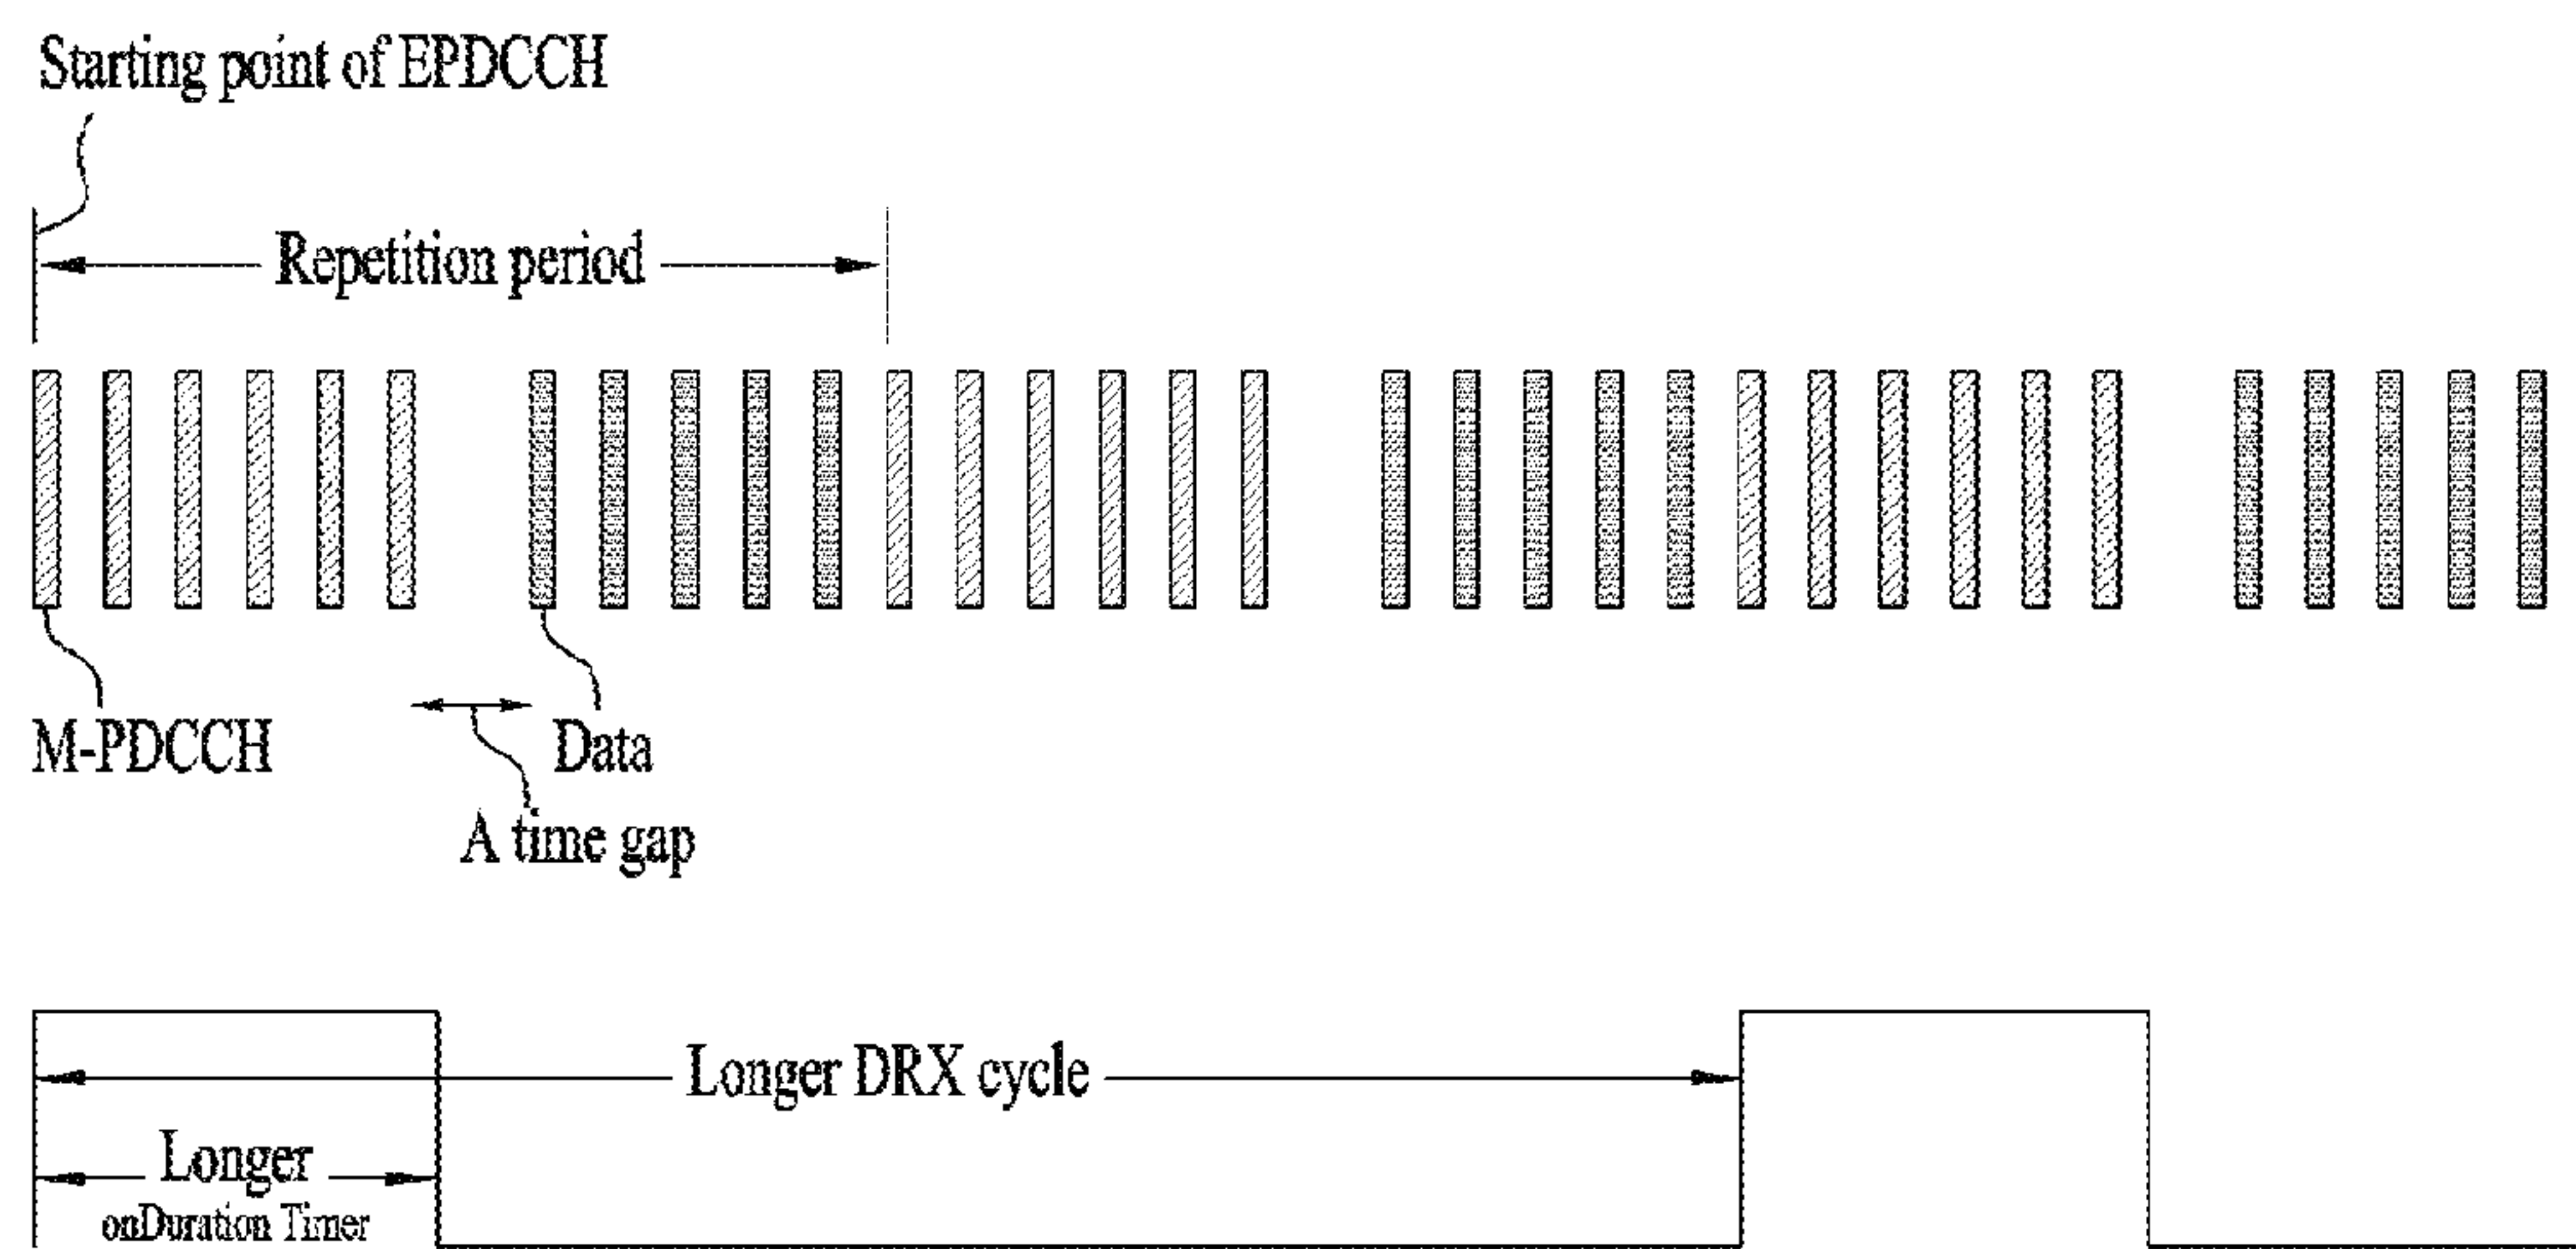 Starting point of EPDCCH
Repetition period
M-PDCCH
Data
A time gap
Longer DRX cycle
Longer
onDuration Timer